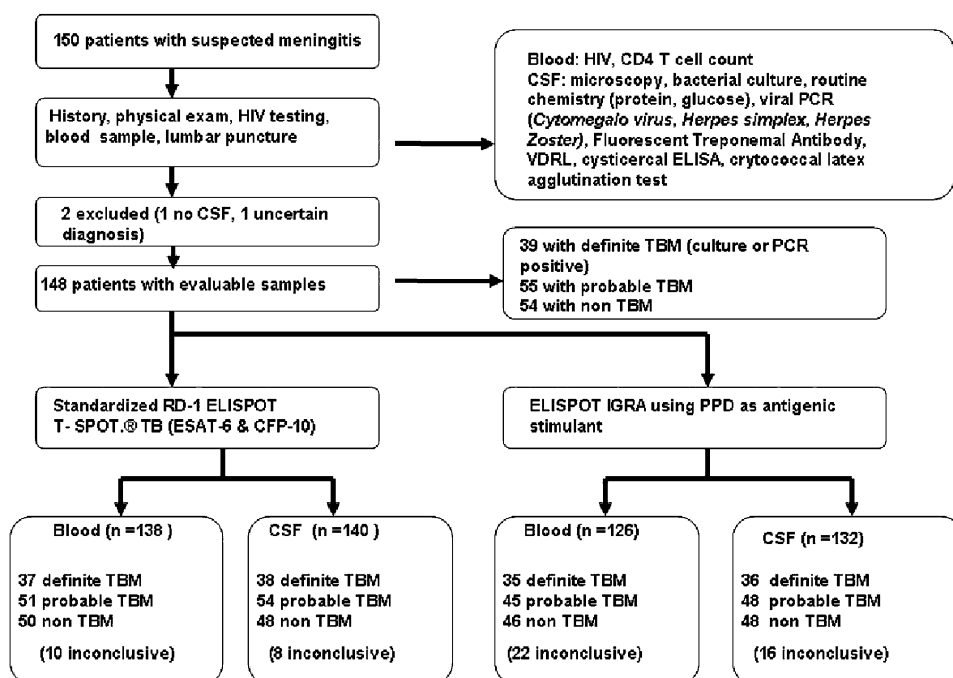 150 patients with suspected meningitis
Blood: HIV, CD4 T cell count
CSF: microscopy, bacterial culture, routine
chemistry (protein, glucose), viral PCR
(Cytomegalo virus, Herpes simplex, Herpes
Zoster), Fluorescent Treponemal Antibody,
VDRL, cysticercal ELISA, crytococcal latex
agglutination test
History, physical exam, HIV testing,
blood sample, lumbar puncture
2 excluded (1 no CSF, 1 uncertain
diagnosis)
148 patients with evaluable samples
39 with definite TBM (culture or PCR
positive)
55 with probable TBM
54 with non TBM
Standardized RD-1 ELISPOT
T- SPOT.® TB (ESAT-6 & CFP-10)
ELISPOT IGRA using PPD as antigenic
stimulant
Blood (n =138 )
37 definite TBM
51 probable TBM
50 non TBM
(10 inconclusive)
CSF (n =140)
38 definite TBM
54 probable TBM
48 non TBM
(8 inconclusive)
Blood (n =126)
35 definite TBM
45 probable TBM
46 non TBM
(22 inconclusive)
CSF (n =132)
36 definite TBM
48 probable TBM
48 non TBM
(16 inconclusive)